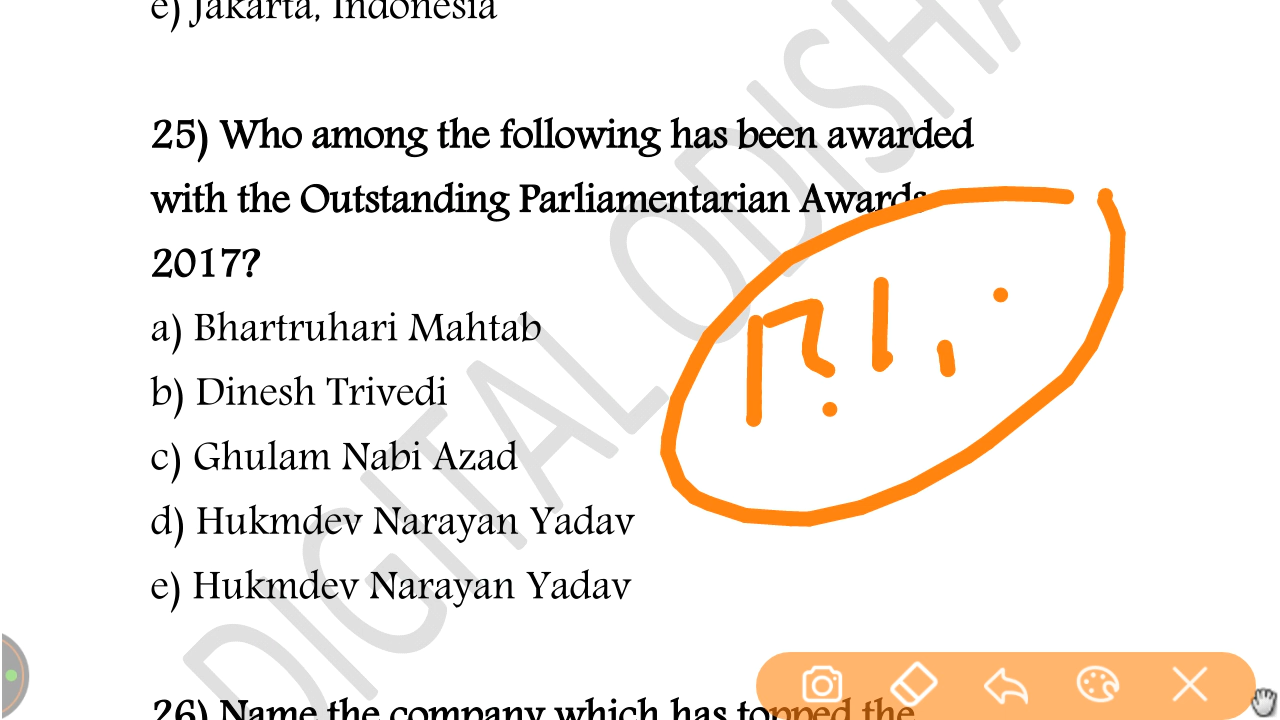 e) Jakarta, Indonesia
25) Who among the following has been awarded
with the Outstanding Parliamentarian Awards
2017?
a) Bhartruhari Mahtab
b) Dinesh Trivedi
c) Ghulam Nabi Azad
d) Hukmdev Narayan Yadav
e) Hukmdev Narayan Yadav
26) Name the company which has topped the
DIGITAL ODISHA